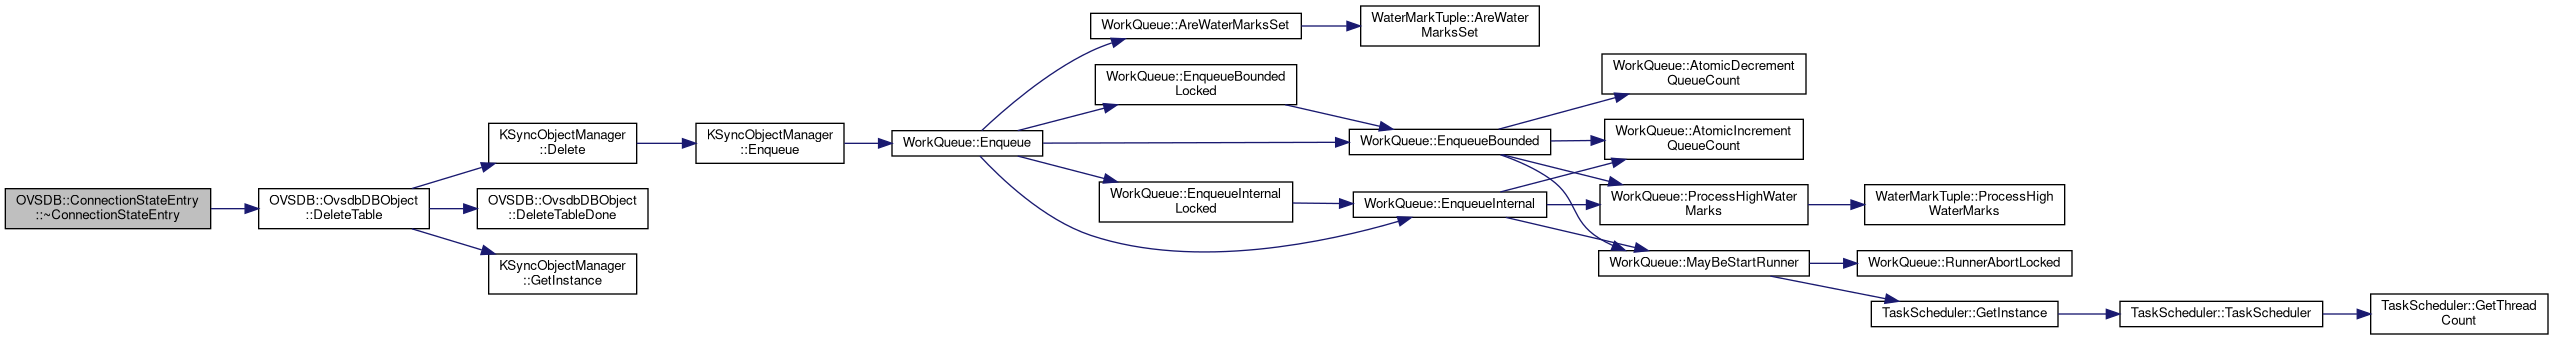 OVSDB::ConnectionStateEntry
::~ConnectionStateEntry
OVSDB::OvsdbDBObject
::DeleteTable
KSyncObjectManager
::Delete
OVSDB::OvsdbDBObject
::DeleteTableDone
KSyncObjectManager
::GetInstance
KSyncObjectManager
::Enqueue
WorkQueue::Enqueue
WorkQueue::AreWaterMarksSet
WorkQueue::EnqueueBounded
Locked
WorkQueue::EnqueueInternal
Locked
WaterMarkTuple::AreWater
MarksSet
WorkQueue::EnqueueBounded
WorkQueue::EnqueueInternal
WorkQueue::AtomicDecrement
QueueCount
WorkQueue::AtomicIncrement
QueueCount
WorkQueue::ProcessHighWater
Marks
WorkQueue::MayBeStartRunner
WaterMarkTuple::ProcessHigh
WaterMarks
WorkQueue::RunnerAbortLocked
TaskScheduler::GetInstance
TaskScheduler::TaskScheduler
TaskScheduler::GetThread
Count